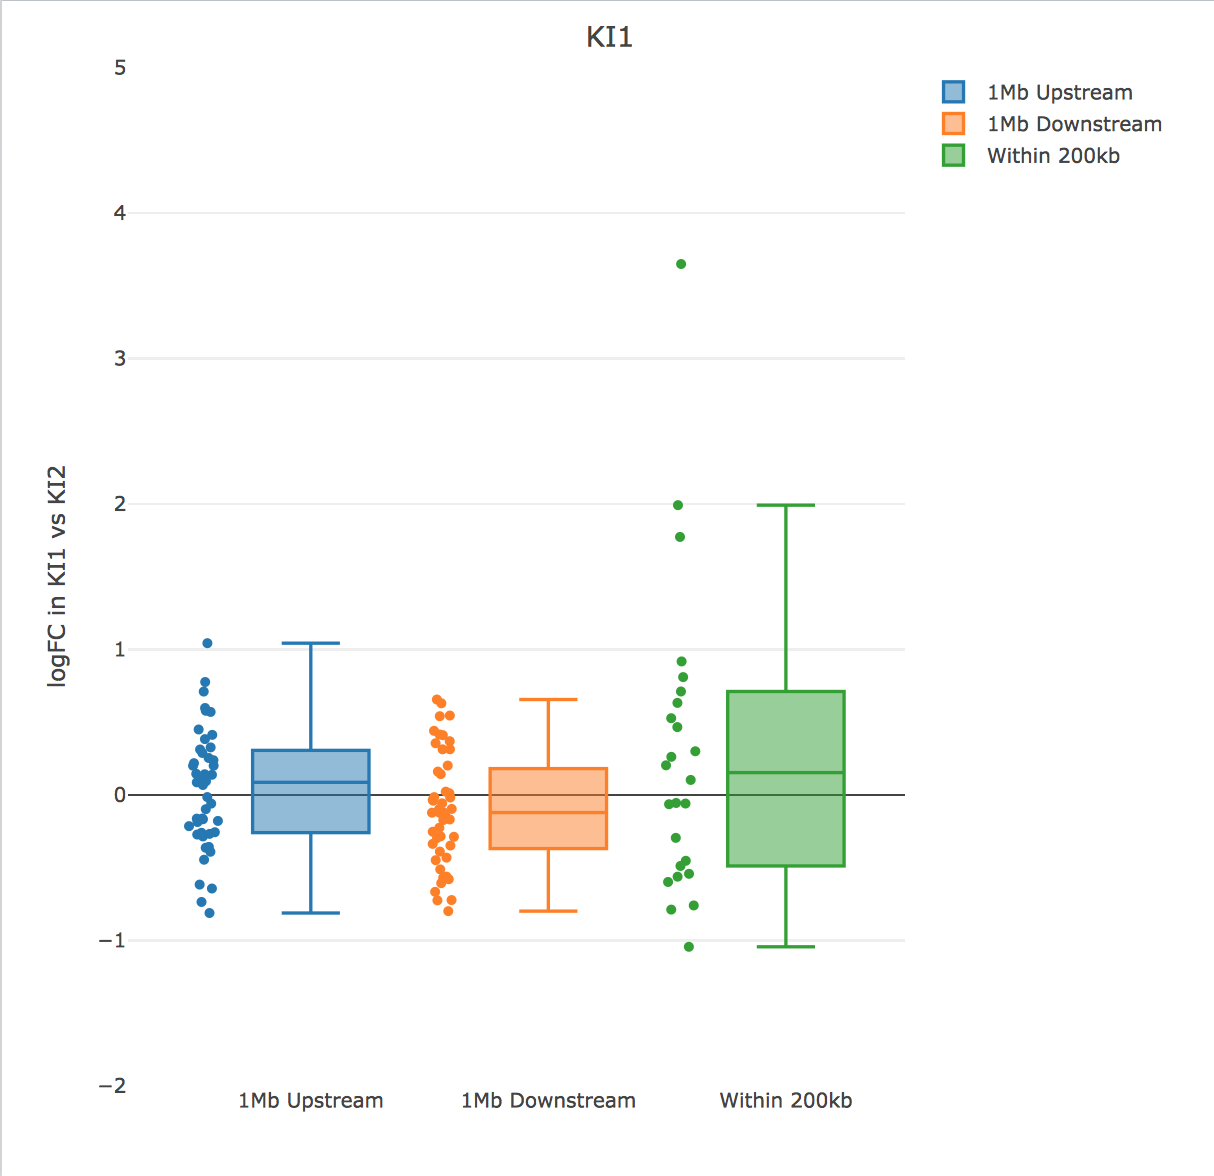 KI1
5
4
3
2
1
0
−1
−2
logFC in KI1 vs KI2
1Mb Upstream
1Mb Downstream
Within 200kb
1Mb Upstream
1Mb Downstream
Within 200kb